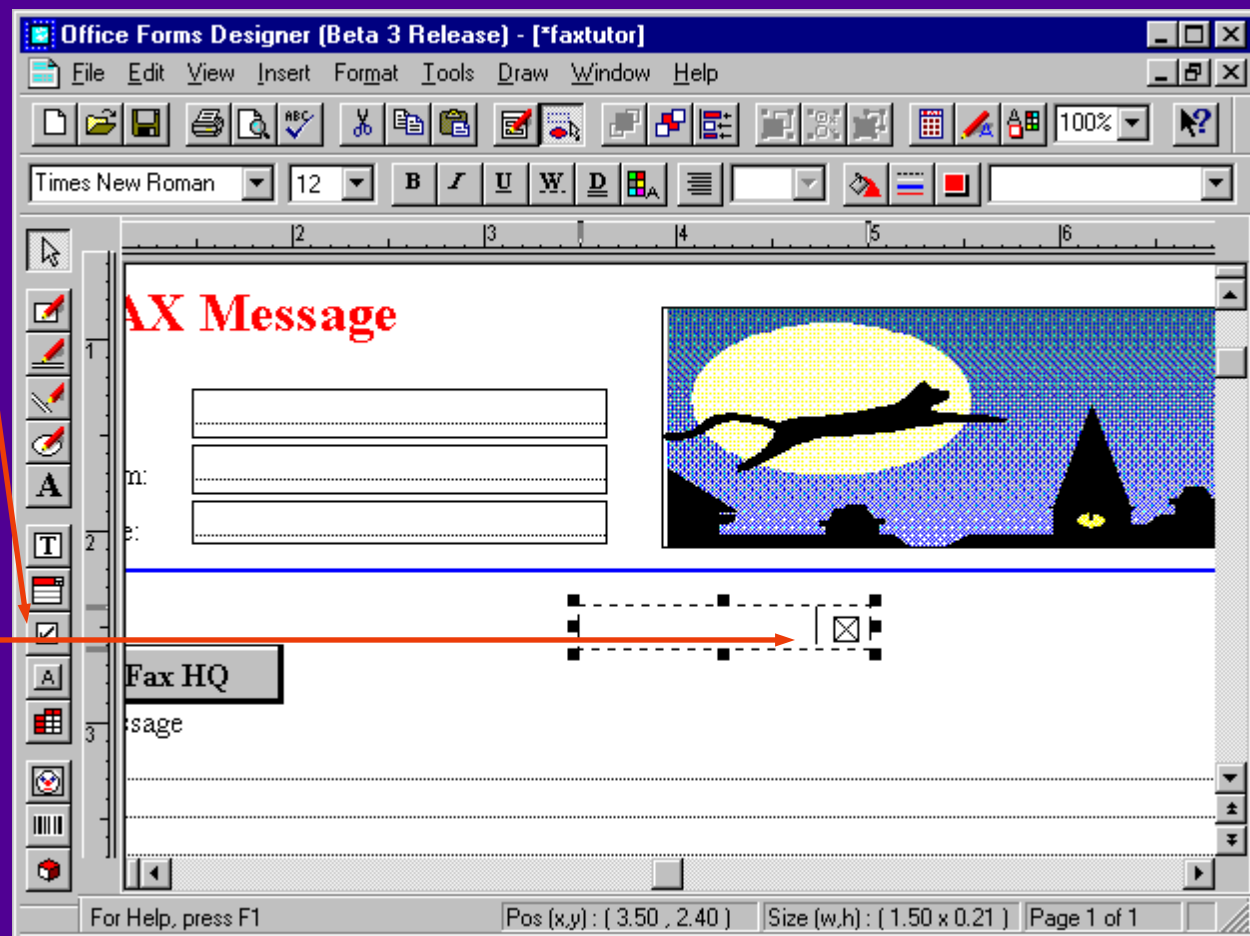 Office Forms Designer (Beta 3 Release) - [*faxtutor]
File Edit View Insert Format Tools Draw Window Help
ABC 100% ?
Times New Roman 12 B I U W. D A
2 3 4 5 6
AX Message
1
m:
A
T 2 e:
A Fax HQ
3 ssage
For Help, press F1 Pos (x,y) : ( 3.50 , 2.40 ) Size (w,h) : ( 1.50 x 0.21 ) Page 1 of 1